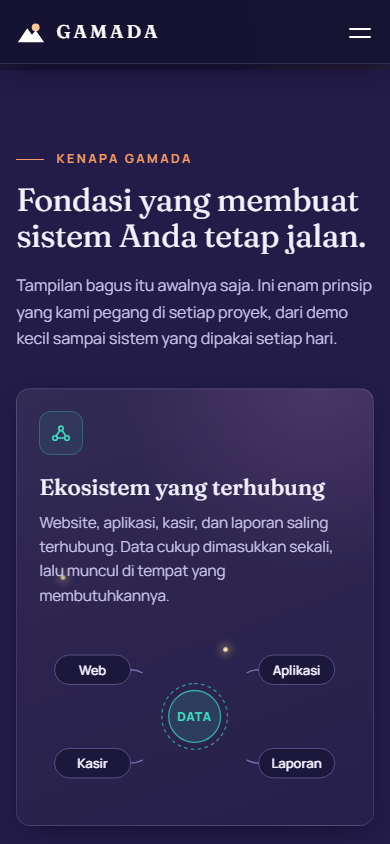 GAMADA
KENAPA GAMADA
Fondasi yang membuat
sistem Anda tetap jalan.
Tampilan bagus itu awalnya saja. Ini enam prinsip
yang kami pegang di setiap proyek, dari demo
kecil sampai sistem yang dipakai setiap hari.
Ekosistem yang terhubung
Website, aplikasi, kasir, dan laporan saling
terhubung. Data cukup dimasukkan sekali,
lalu muncul di tempat yang
membutuhkannya.
Web
Aplikasi
DATA
Kasir
Laporan